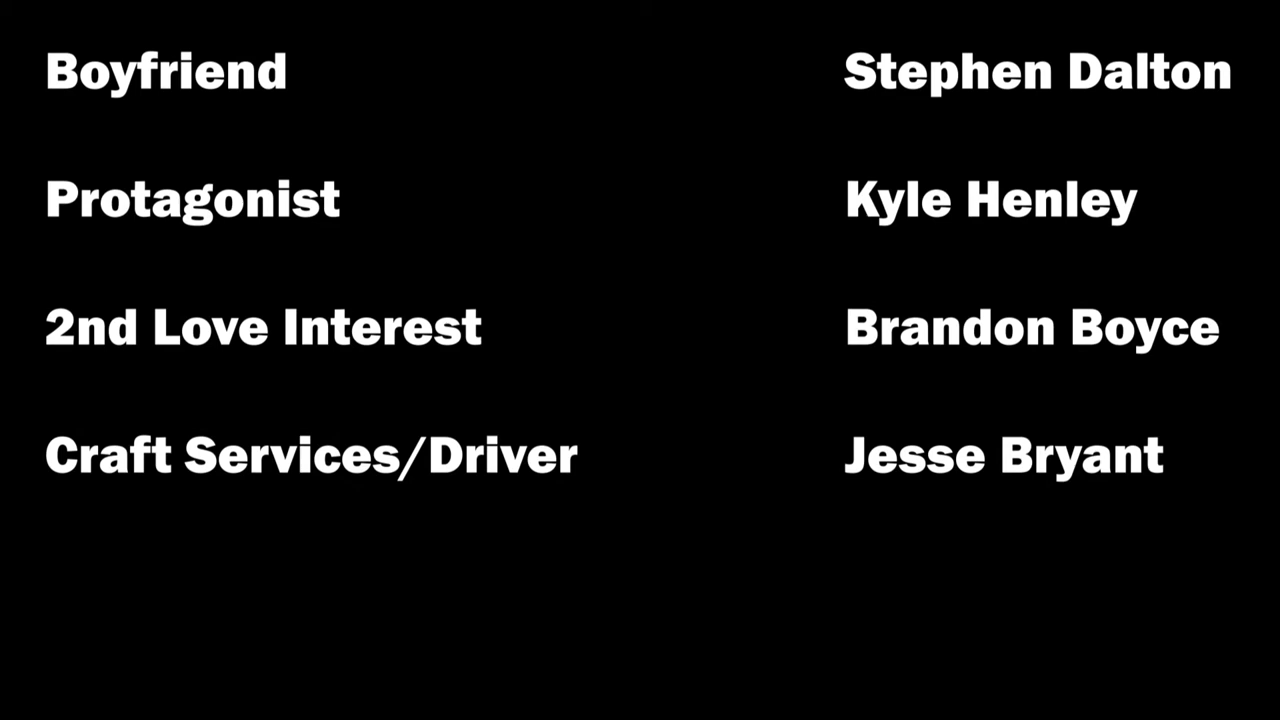 Boyfriend Stephen Dalton
Protagonist Kyle Henley
2nd Love Interest Brandon Boyce
Craft Services/Driver Jesse Bryant